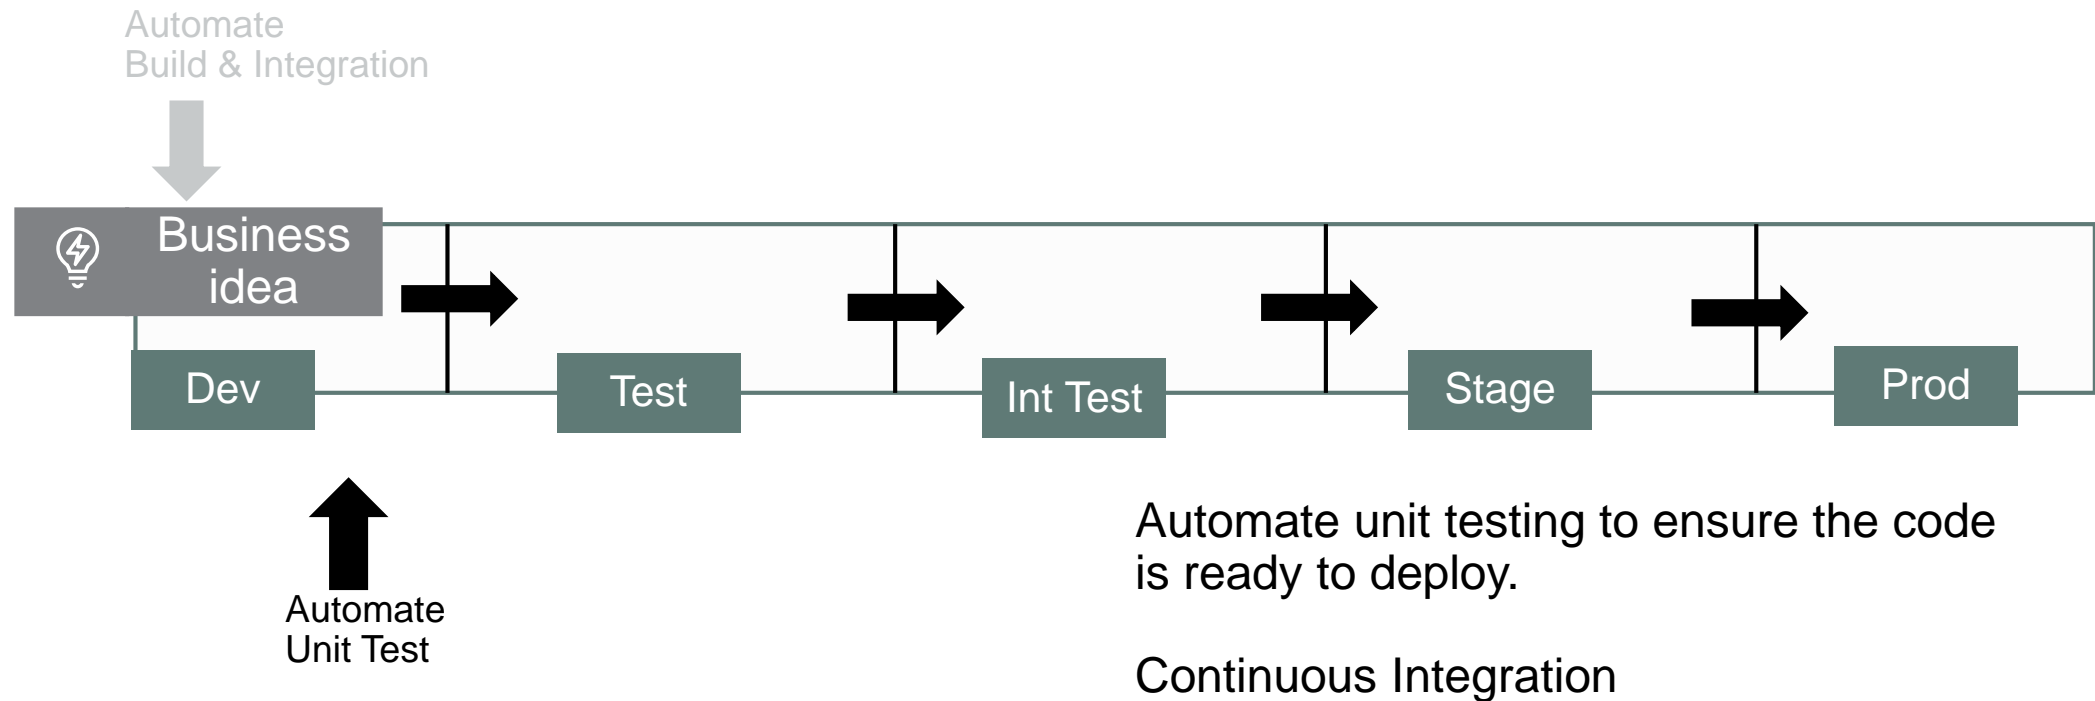 Automate
Build & Integration
Business
idea
Dev
Test
Int Test
Stage
Prod
Automate
Unit Test
Automate unit testing to ensure the code
is ready to deploy.
Continuous Integration